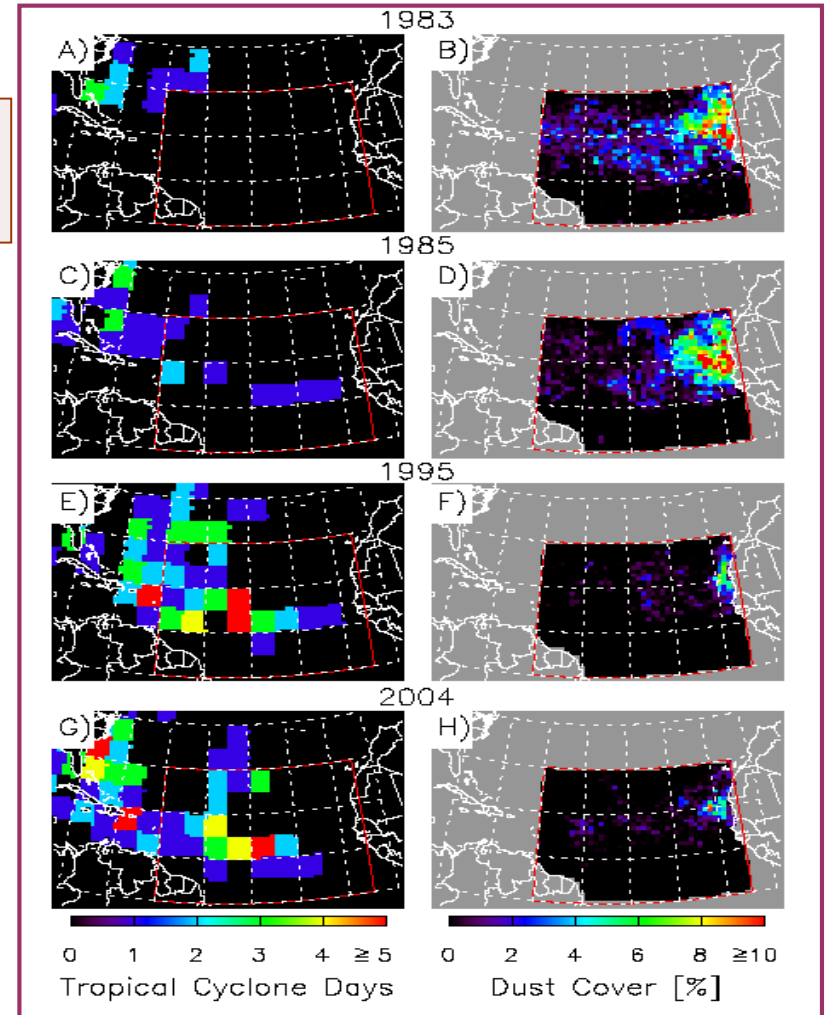 1983
A) B)
1985
C) D)
1995
E) F)
2004
G) H)
0 1 2 3 4 ≥5 0 2 4 6 8 ≥10
Tropical Cyclone Days Dust Cover [%]